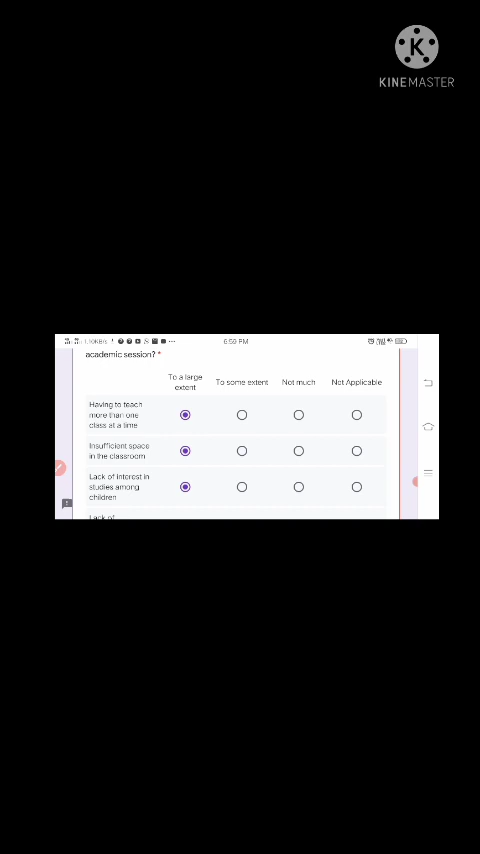 KINEMASTER
6:59 PM
academic session? *
To a large
extent
To some extent
Not much
Not Applicable
Having to teach
more than one
class at a time
Insufficient space
in the classroom
Lack of interest in
studies among
children
Lack of